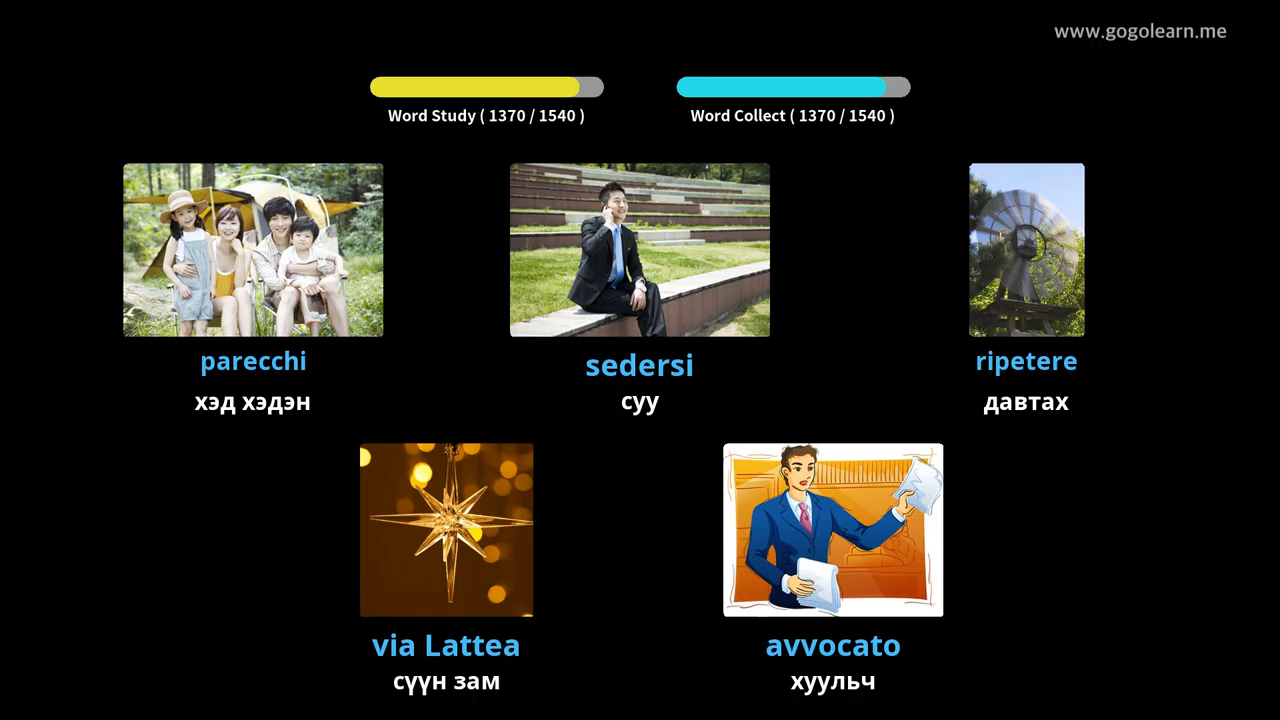 www.gogolearn.me
Word Study ( 1370 / 1540 )
Word Collect ( 1370 / 1540 )
parecchi
хэд хэдэн
sedersi
суу
ripetere
давтах
via Lattea
сүүн зам
avvocato
хуульч